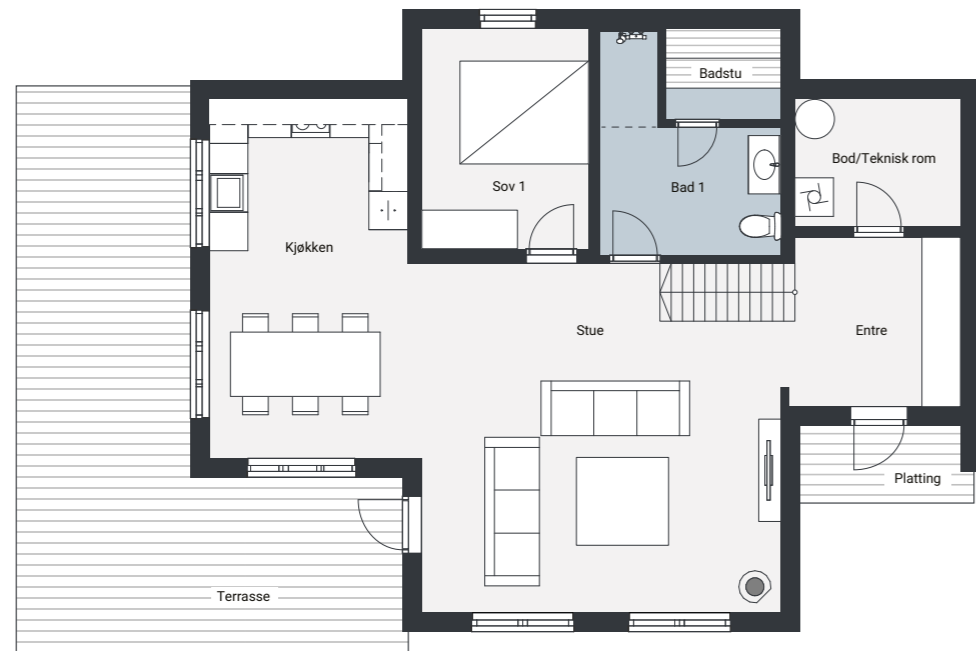 Badstu
Bod/Teknisk rom
Sov 1
Bad 1
Kjøkken
Stue
Entre
Platting
Terrasse